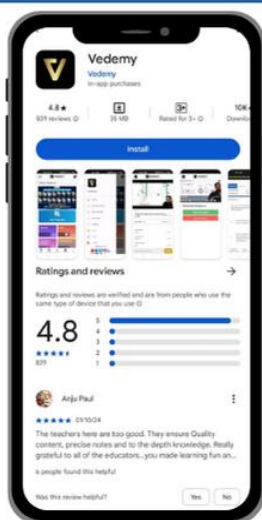 Vedemy
Vedemy
In-app purchases
4.8★
839 reviews
35 MB
3+
Rated for 3+
10K+
Downlo
Install
Ratings and reviews
Ratings and reviews are verified and are from people who use the
same type of device that you use
4.8
839
5
4
3
2
1
Anju Paul
01/10/24
The teachers here are too good. They ensure Quality
content, precise notes and to the depth knowledge. Really
grateful to all of the educators...you made learning fun an...
people found this helpful
Was this review helpful?
Yes
No